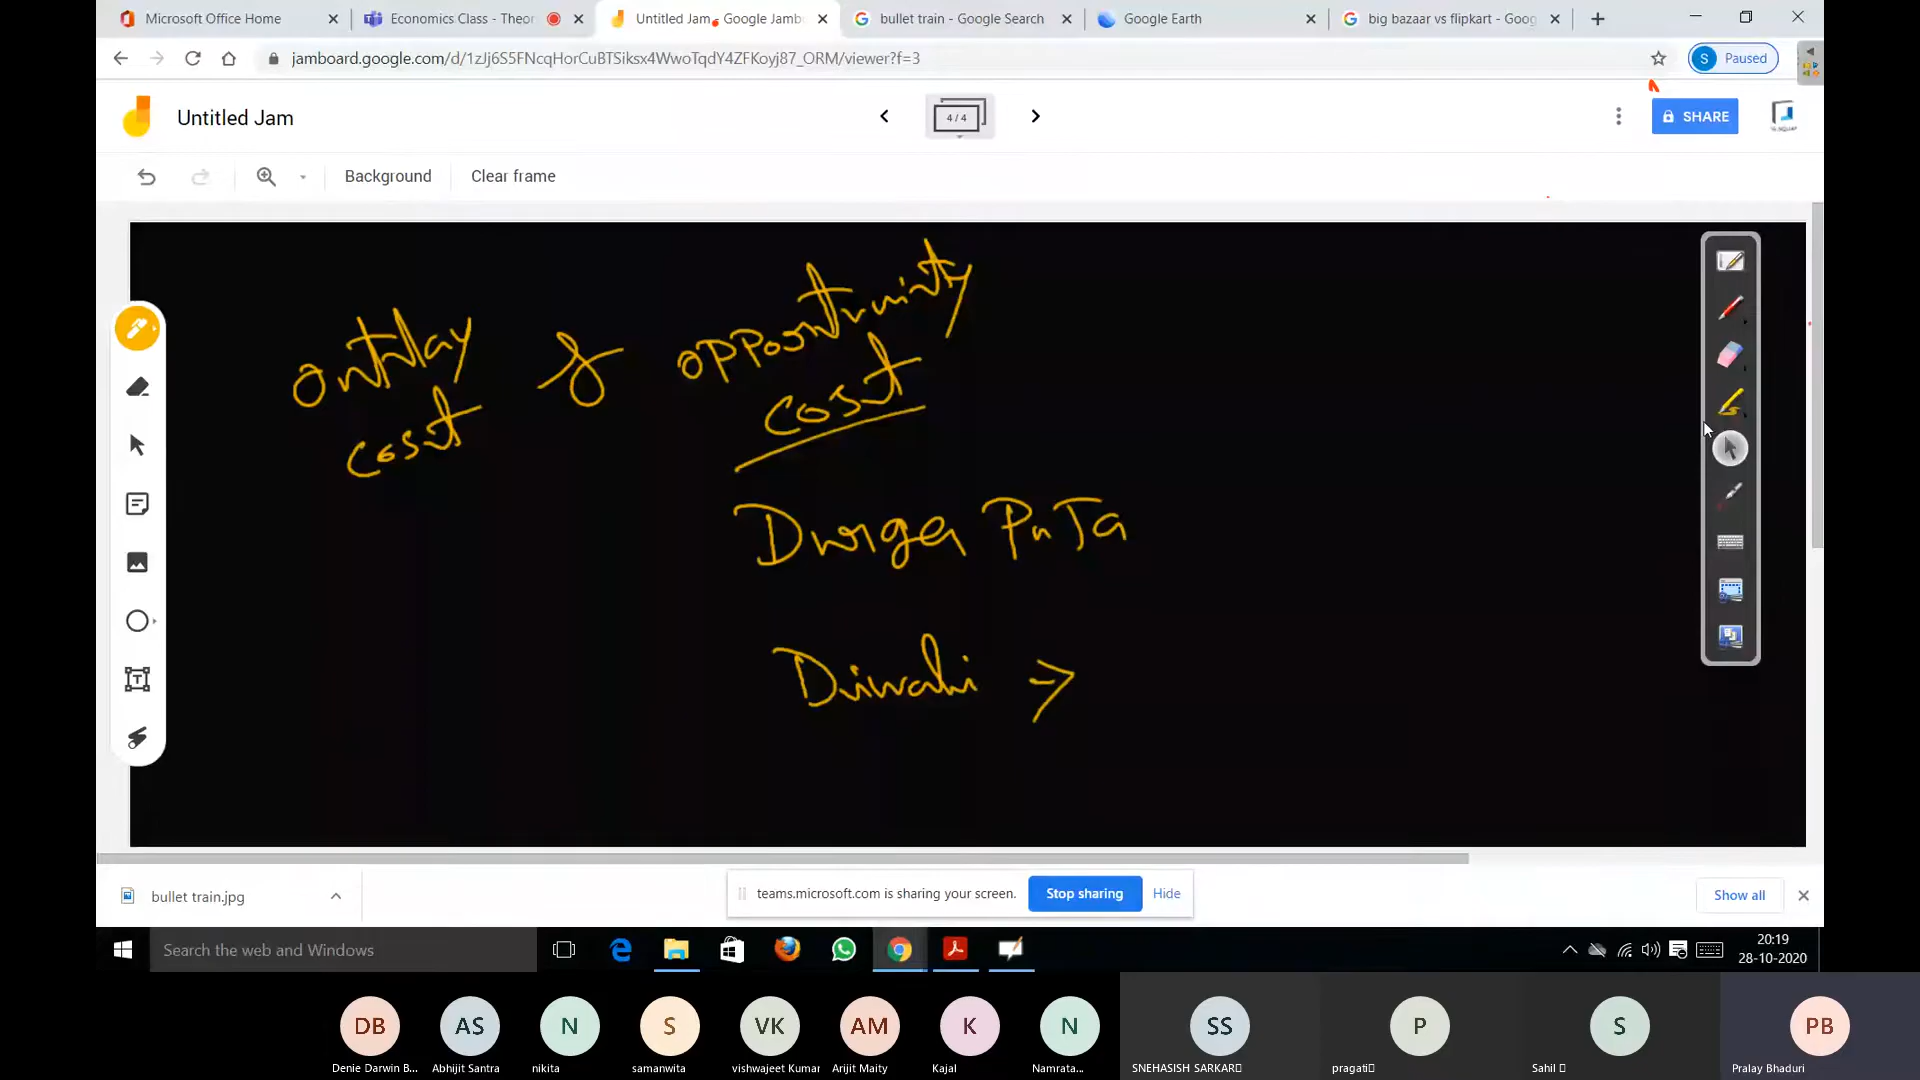 Microsoft Office Home
Economics Class - Theor
Untitled Jam - Google Jamb
bullet train - Google Search
Google Earth
big bazaar vs flipkart - Goog
jamboard.google.com/d/1zJj6S5FNcqHorCuBTSiksx4WwoTqdY4ZFKoyj87_ORM/viewer?f=3
S Paused
Untitled Jam
4 / 4
SHARE
Background
Clear frame
Outlay & opportunity
cost cost
Durga PuJa
Diwali →
bullet train.jpg
teams.microsoft.com is sharing your screen.
Stop sharing
Hide
Show all
Search the web and Windows
20:19
28-10-2020
DB AS N S VK AM K N SS P S PB
Denie Darwin B... Abhijit Santra nikita samanwita vishwajeet Kumar Arijit Maity Kajal Namrata... SNEHASISH SARKAR pragati Sahil Pralay Bhaduri